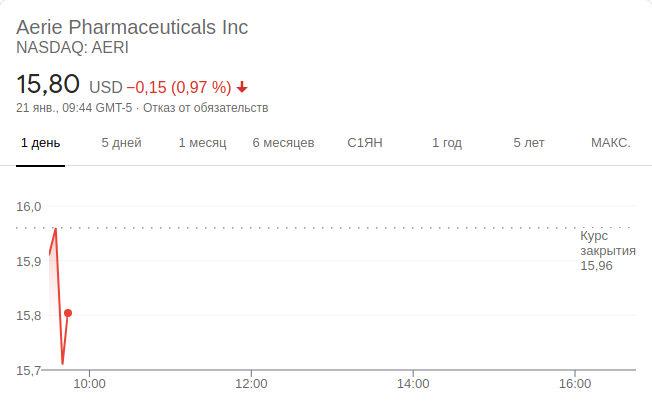 Aerie Pharmaceuticals Inc
NASDAQ: AERI
15,80 USD −0,15 (0,97 %)
21 янв., 09:44 GMT-5 · Отказ от обязательств
1 день 5 дней 1 месяц 6 месяцев С1ЯН 1 год 5 лет МАКС.
16,0
Курс
закрытия
15,96
15,9
15,8
15,7
10:00 12:00 14:00 16:00